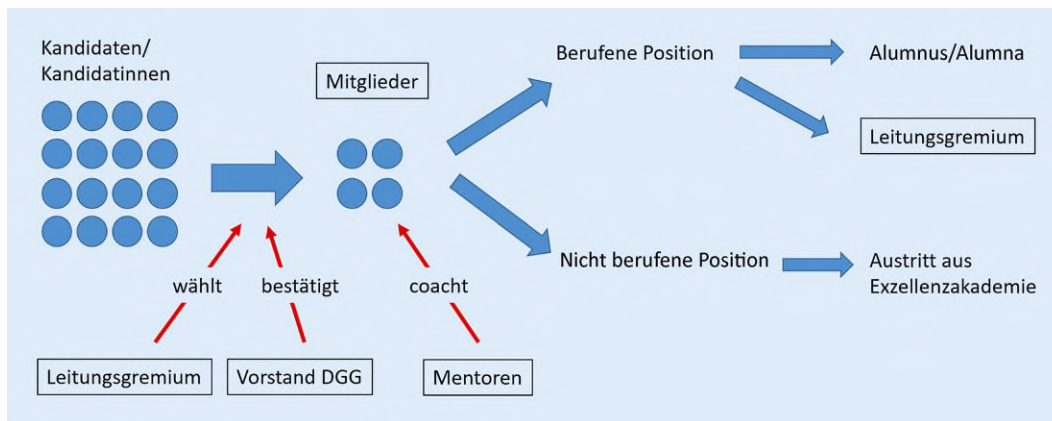 Kandidaten/
Kandidatinnen
Mitglieder
Berufene Position
Alumnus/Alumna
Leitungsgremium
Nicht berufene Position
Austritt aus
Exzellenzakademie
wählt
bestätigt
coacht
Leitungsgremium
Vorstand DGG
Mentoren